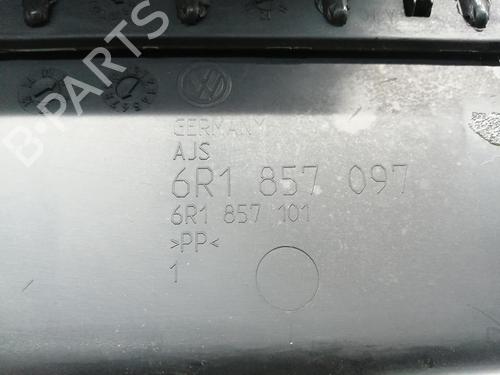 B-PARTS
GERMANY
AJS
6R1 857 097
6R1 857 101
>PP<
1